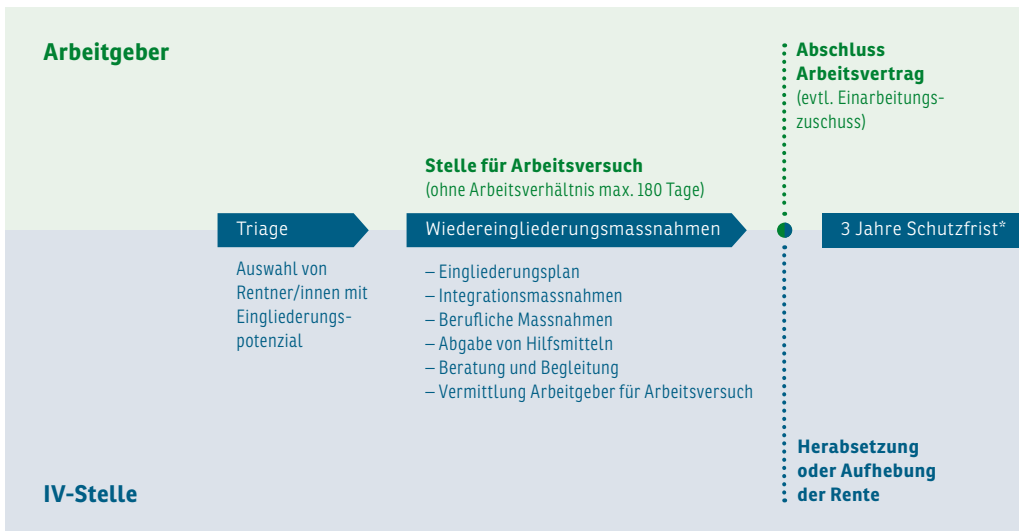 Arbeitgeber
Abschluss
Arbeitsvertrag
(evtl. Einarbeitungs-
zuschuss)
Stelle für Arbeitsversuch
(ohne Arbeitsverhältnis max. 180 Tage)
Triage
Wiedereingliederungsmassnahmen
3 Jahre Schutzfrist*
Auswahl von
Rentner/innen mit
Eingliederungs-
potenzial
– Eingliederungsplan
– Integrationsmassnahmen
– Berufliche Massnahmen
– Abgabe von Hilfsmitteln
– Beratung und Begleitung
– Vermittlung Arbeitgeber für Arbeitsversuch
Herabsetzung
oder Aufhebung
der Rente
IV-Stelle